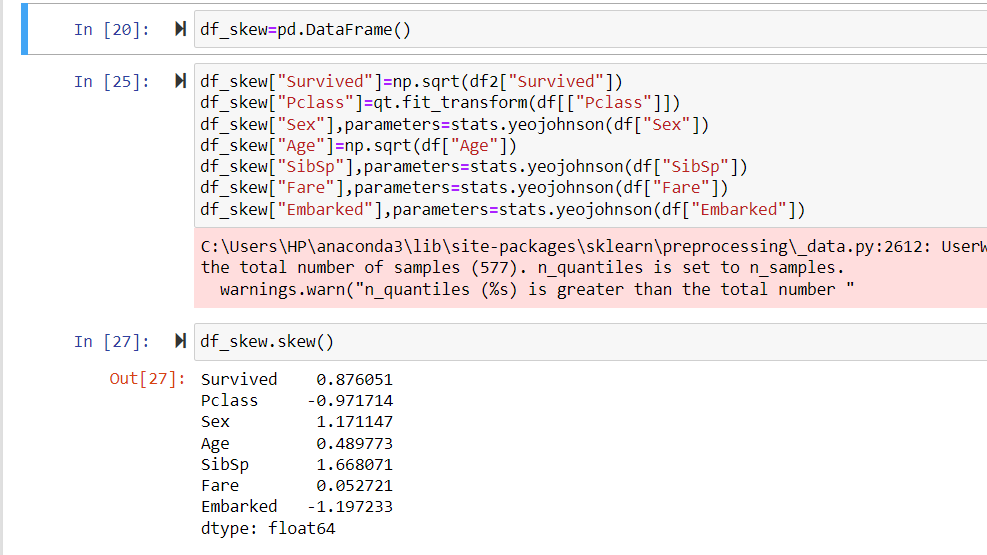 In [20]: df_skew=pd.DataFrame()
In [25]: df_skew["Survived"]=np.sqrt(df2["Survived"])
df_skew["Pclass"]=qt.fit_transform(df[["Pclass"]])
df_skew["Sex"],parameters=stats.yeojohnson(df["Sex"])
df_skew["Age"]=np.sqrt(df["Age"])
df_skew["SibSp"],parameters=stats.yeojohnson(df["SibSp"])
df_skew["Fare"],parameters=stats.yeojohnson(df["Fare"])
df_skew["Embarked"],parameters=stats.yeojohnson(df["Embarked"])
C:\Users\HP\anaconda3\lib\site-packages\sklearn\preprocessing\_data.py:2612: UserW
the total number of samples (577). n_quantiles is set to n_samples.
warnings.warn("n_quantiles (%s) is greater than the total number "
In [27]: df_skew.skew()
Out[27]: Survived 0.876051
Pclass -0.971714
Sex 1.171147
Age 0.489773
SibSp 1.668071
Fare 0.052721
Embarked -1.197233
dtype: float64